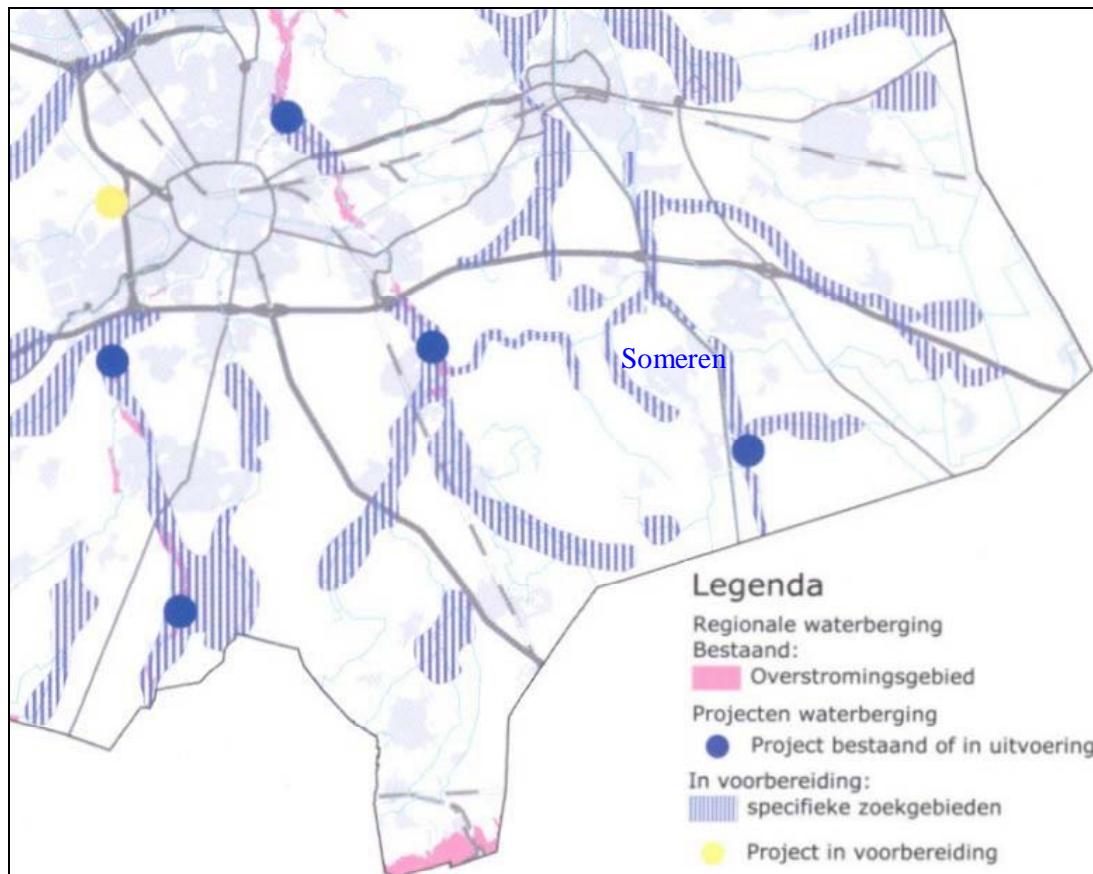 Someren
Legenda
Regionale waterberging
Bestaand:
Overstromingsgebied
Projecten waterberging
Project bestaand of in uitvoering
In voorbereiding:
specifieke zoekgebieden
Project in voorbereiding